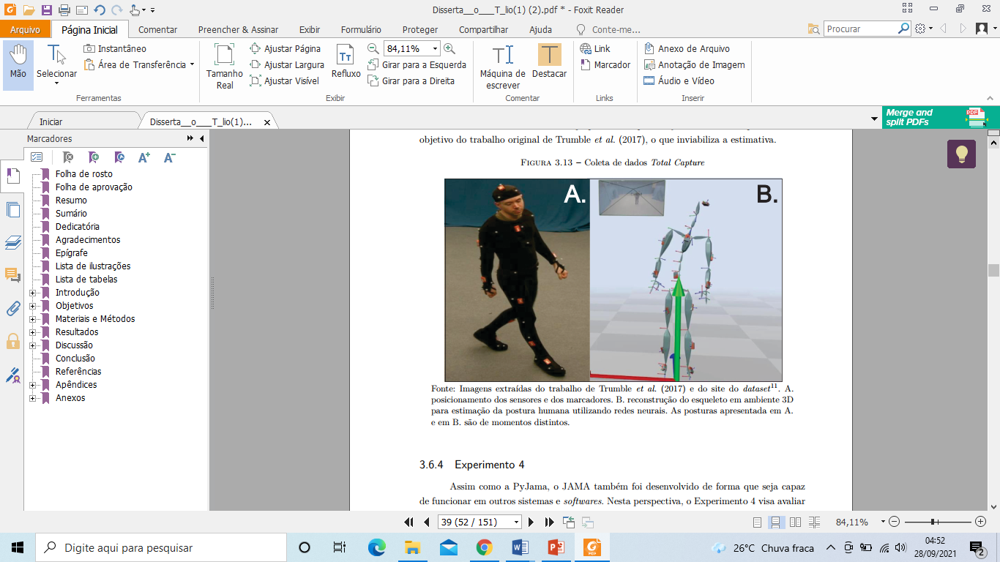 Disserta__o___T_lio(1) (2).pdf * - Foxit Reader
Arquivo
Página Inicial
Comentar
Preencher & Assinar
Exibir
Formulário
Proteger
Compartilhar
Ajuda
Conte-me...
Procurar
Mão
Selecionar
Instantâneo
Área de Transferência
Ferramentas
Tamanho
Real
Ajustar Página
Ajustar Largura
Ajustar Visível
Refluxo
84,11%
Girar para a Esquerda
Girar para a Direita
Exibir
Máquina de
escrever
Destacar
Comentar
Link
Marcador
Links
Anexo de Arquivo
Anotação de Imagem
Áudio e Vídeo
Inserir
Iniciar
Disserta__o___T_lio(1)...
Merge and
split PDFs
PDF
Marcadores
Folha de rosto
Folha de aprovação
Resumo
Sumário
Dedicatória
Agradecimentos
Epígrafe
Lista de ilustrações
Lista de tabelas
Introdução
Objetivos
Materiais e Métodos
Resultados
Discussão
Conclusão
Referências
Apêndices
Anexos
objetivo do trabalho original de Trumble et al. (2017), o que inviabiliza a estimativa.
Figura 3.13 – Coleta de dados Total Capture
A.
B.
Fonte: Imagens extraídas do trabalho de Trumble et al. (2017) e do site do dataset¹¹. A.
posicionamento dos sensores e dos marcadores. B. reconstrução do esqueleto em ambiente 3D
para estimação da postura humana utilizando redes neurais. As posturas apresentada em A.
e em B. são de momentos distintos.
3.6.4 Experimento 4
Assim como a PyJama, o JAMA também foi desenvolvido de forma que seja capaz
de funcionar em outros sistemas e softwares. Nesta perspectiva, o Experimento 4 visa avaliar
39 (52 / 151)
84,11%
Digite aqui para pesquisar
26°C Chuva fraca
04:52
28/09/2021
2